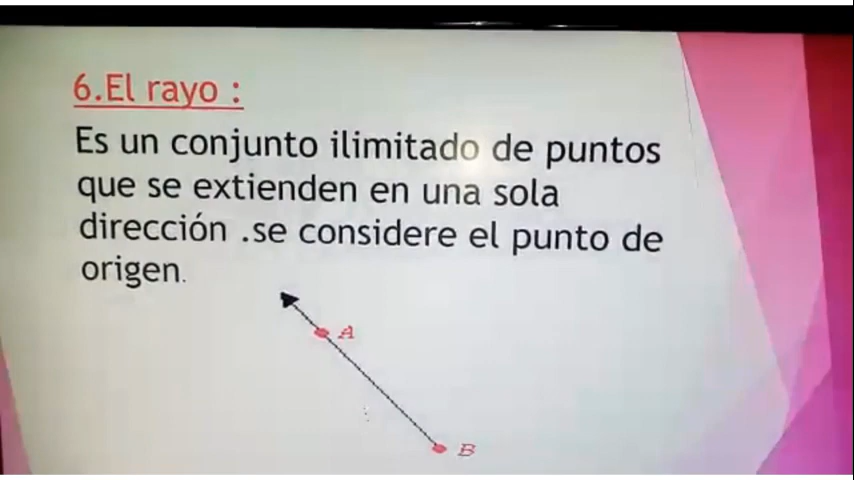 6.El rayo :
Es un conjunto ilimitado de puntos
que se extienden en una sola
dirección .se considere el punto de
origen.
A
B